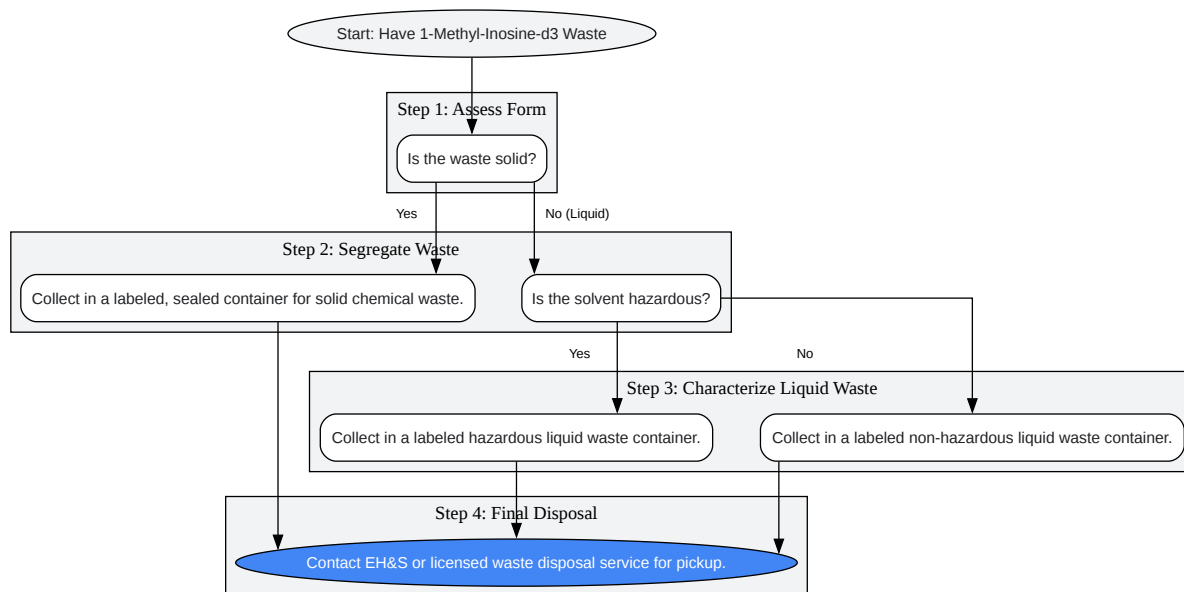 Start: Have 1-Methyl-Inosine-d3 Waste
Step 1: Assess Form
Is the waste solid?
Yes
No (Liquid)
Step 2: Segregate Waste
Collect in a labeled, sealed container for solid chemical waste.
Is the solvent hazardous?
Yes
No
Step 3: Characterize Liquid Waste
Collect in a labeled hazardous liquid waste container.
Collect in a labeled non-hazardous liquid waste container.
Step 4: Final Disposal
Contact EH&S or licensed waste disposal service for pickup.